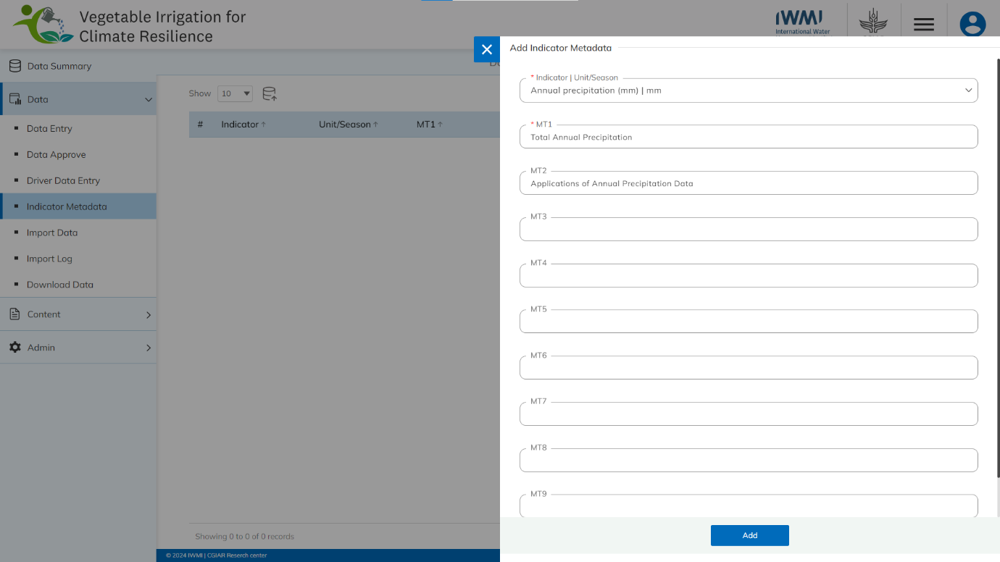 Vegetable Irrigation for
Climate Resilience
IWMI
International Water
Add Indicator Metadata
Data Summary
Data
Data Entry
Data Approve
Driver Data Entry
Indicator Metadata
Import Data
Import Log
Download Data
Content
Admin
Show 10
# Indicator ↑ Unit/Season ↑ MT1 ↑
Showing 0 to 0 of 0 records
© 2024 IWMI | CGIAR Reserch center
* Indicator | Unit/Season
Annual precipitation (mm) | mm
* MT1
Total Annual Precipitation
MT2
Applications of Annual Precipitation Data
MT3
MT4
MT5
MT6
MT7
MT8
MT9
Add